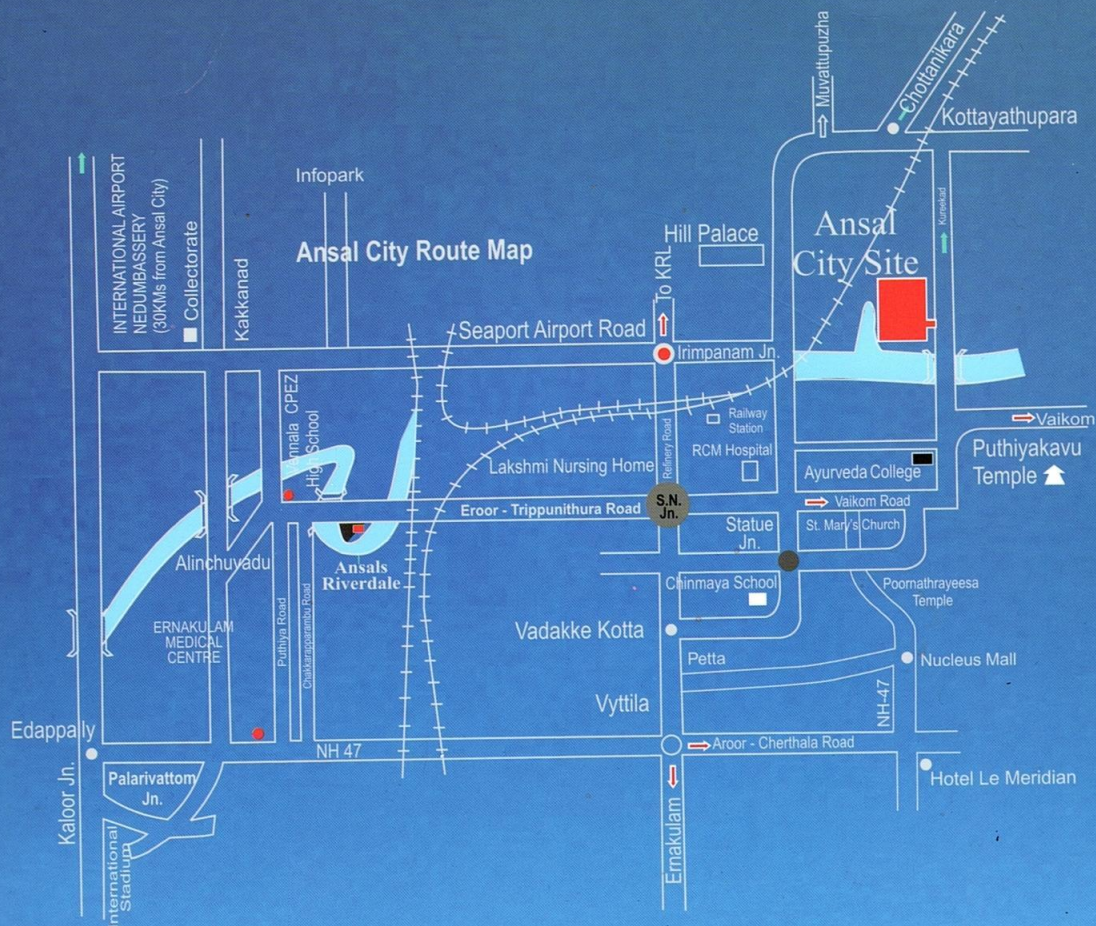 Muvattupuzha
Chottanikara
Kottayathupara
INTERNATIONAL AIRPORT
NEDUMBASSERY
(30KMs from Ansal City)
Collectorate
Kakkanad
Infopark
Ansal City Route Map
Hill Palace
To KRL
Ansal
City Site
Kureekad
Seaport Airport Road
Irimpanam Jn.
CPEZ
High School
Refinery Road
Railway
Station
RCM Hospital
Lakshmi Nursing Home
Vaikom
Puthiyakavu
Temple
Ayurveda College
Eroor - Trippunithura Road
S.N.
Jn.
Vaikom Road
Statue
Jn.
St. Mary's Church
Alinchuvadu
Ansals
Riverdale
Chinmaya School
Poornathrayeesa
Temple
ERNAKULAM
MEDICAL
CENTRE
Puthiya Road
Chakkarapparambu Road
Vadakke Kotta
Petta
Nucleus Mall
Vyttila
NH-47
Edappally
NH 47
Aroor - Cherthala Road
Kaloor Jn.
Palarivattom
Jn.
Hotel Le Meridian
International
Stadium
Ernakulam